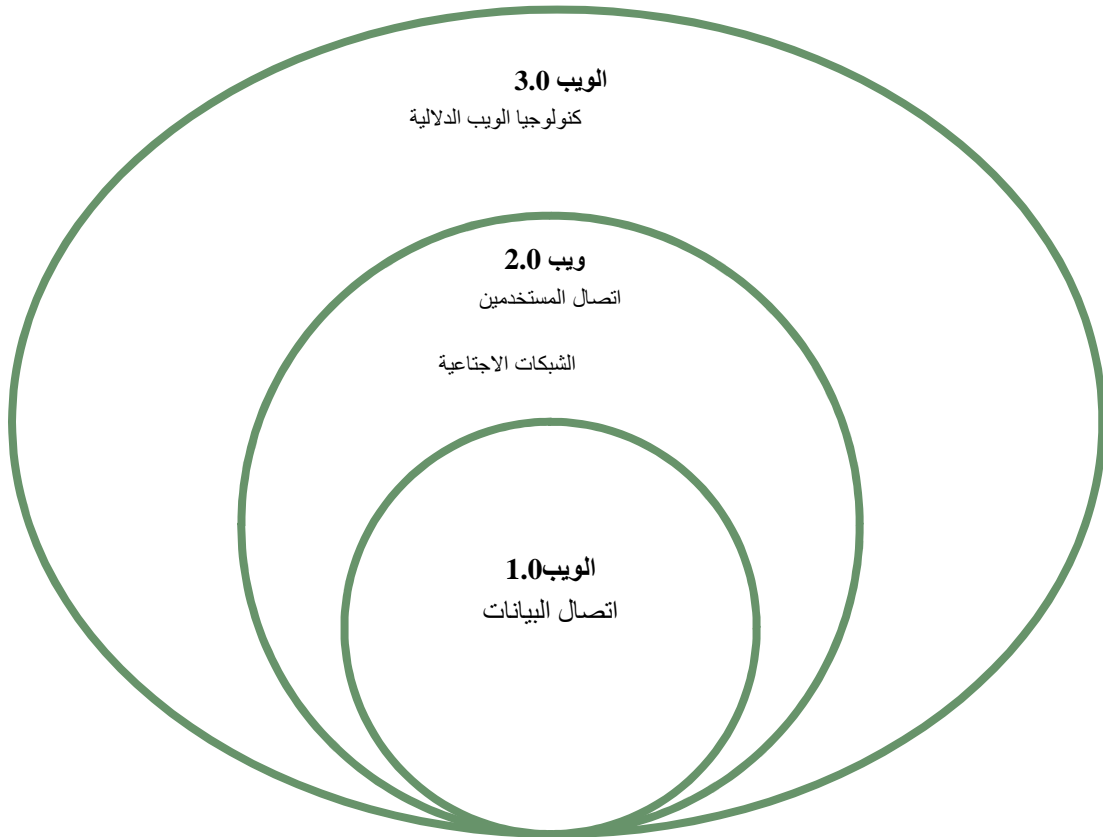 الويب 3.0
كنولوجيا الويب الدلالية
ويب 2.0
اتصال المستخدمين
الشبكات الاجتاعية
الويب1.0
اتصال البيانات